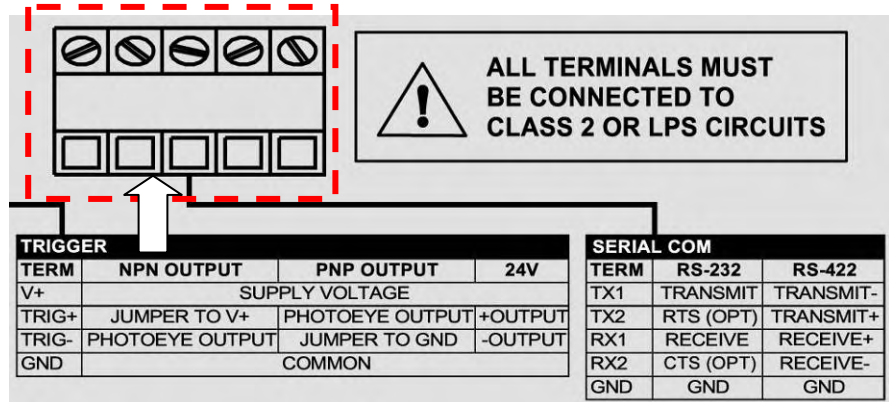 ALL TERMINALS MUST
BE CONNECTED TO
CLASS 2 OR LPS CIRCUITS
TRIGGER
TERM NPN OUTPUT PNP OUTPUT 24V
V+ SUPPLY VOLTAGE
TRIG+ JUMPER TO V+ PHOTOEYE OUTPUT +OUTPUT
TRIG- PHOTOEYE OUTPUT JUMPER TO GND -OUTPUT
GND COMMON
SERIAL COM
TERM RS-232 RS-422
TX1 TRANSMIT TRANSMIT-
TX2 RTS (OPT) TRANSMIT+
RX1 RECEIVE RECEIVE+
RX2 CTS (OPT) RECEIVE-
GND GND GND